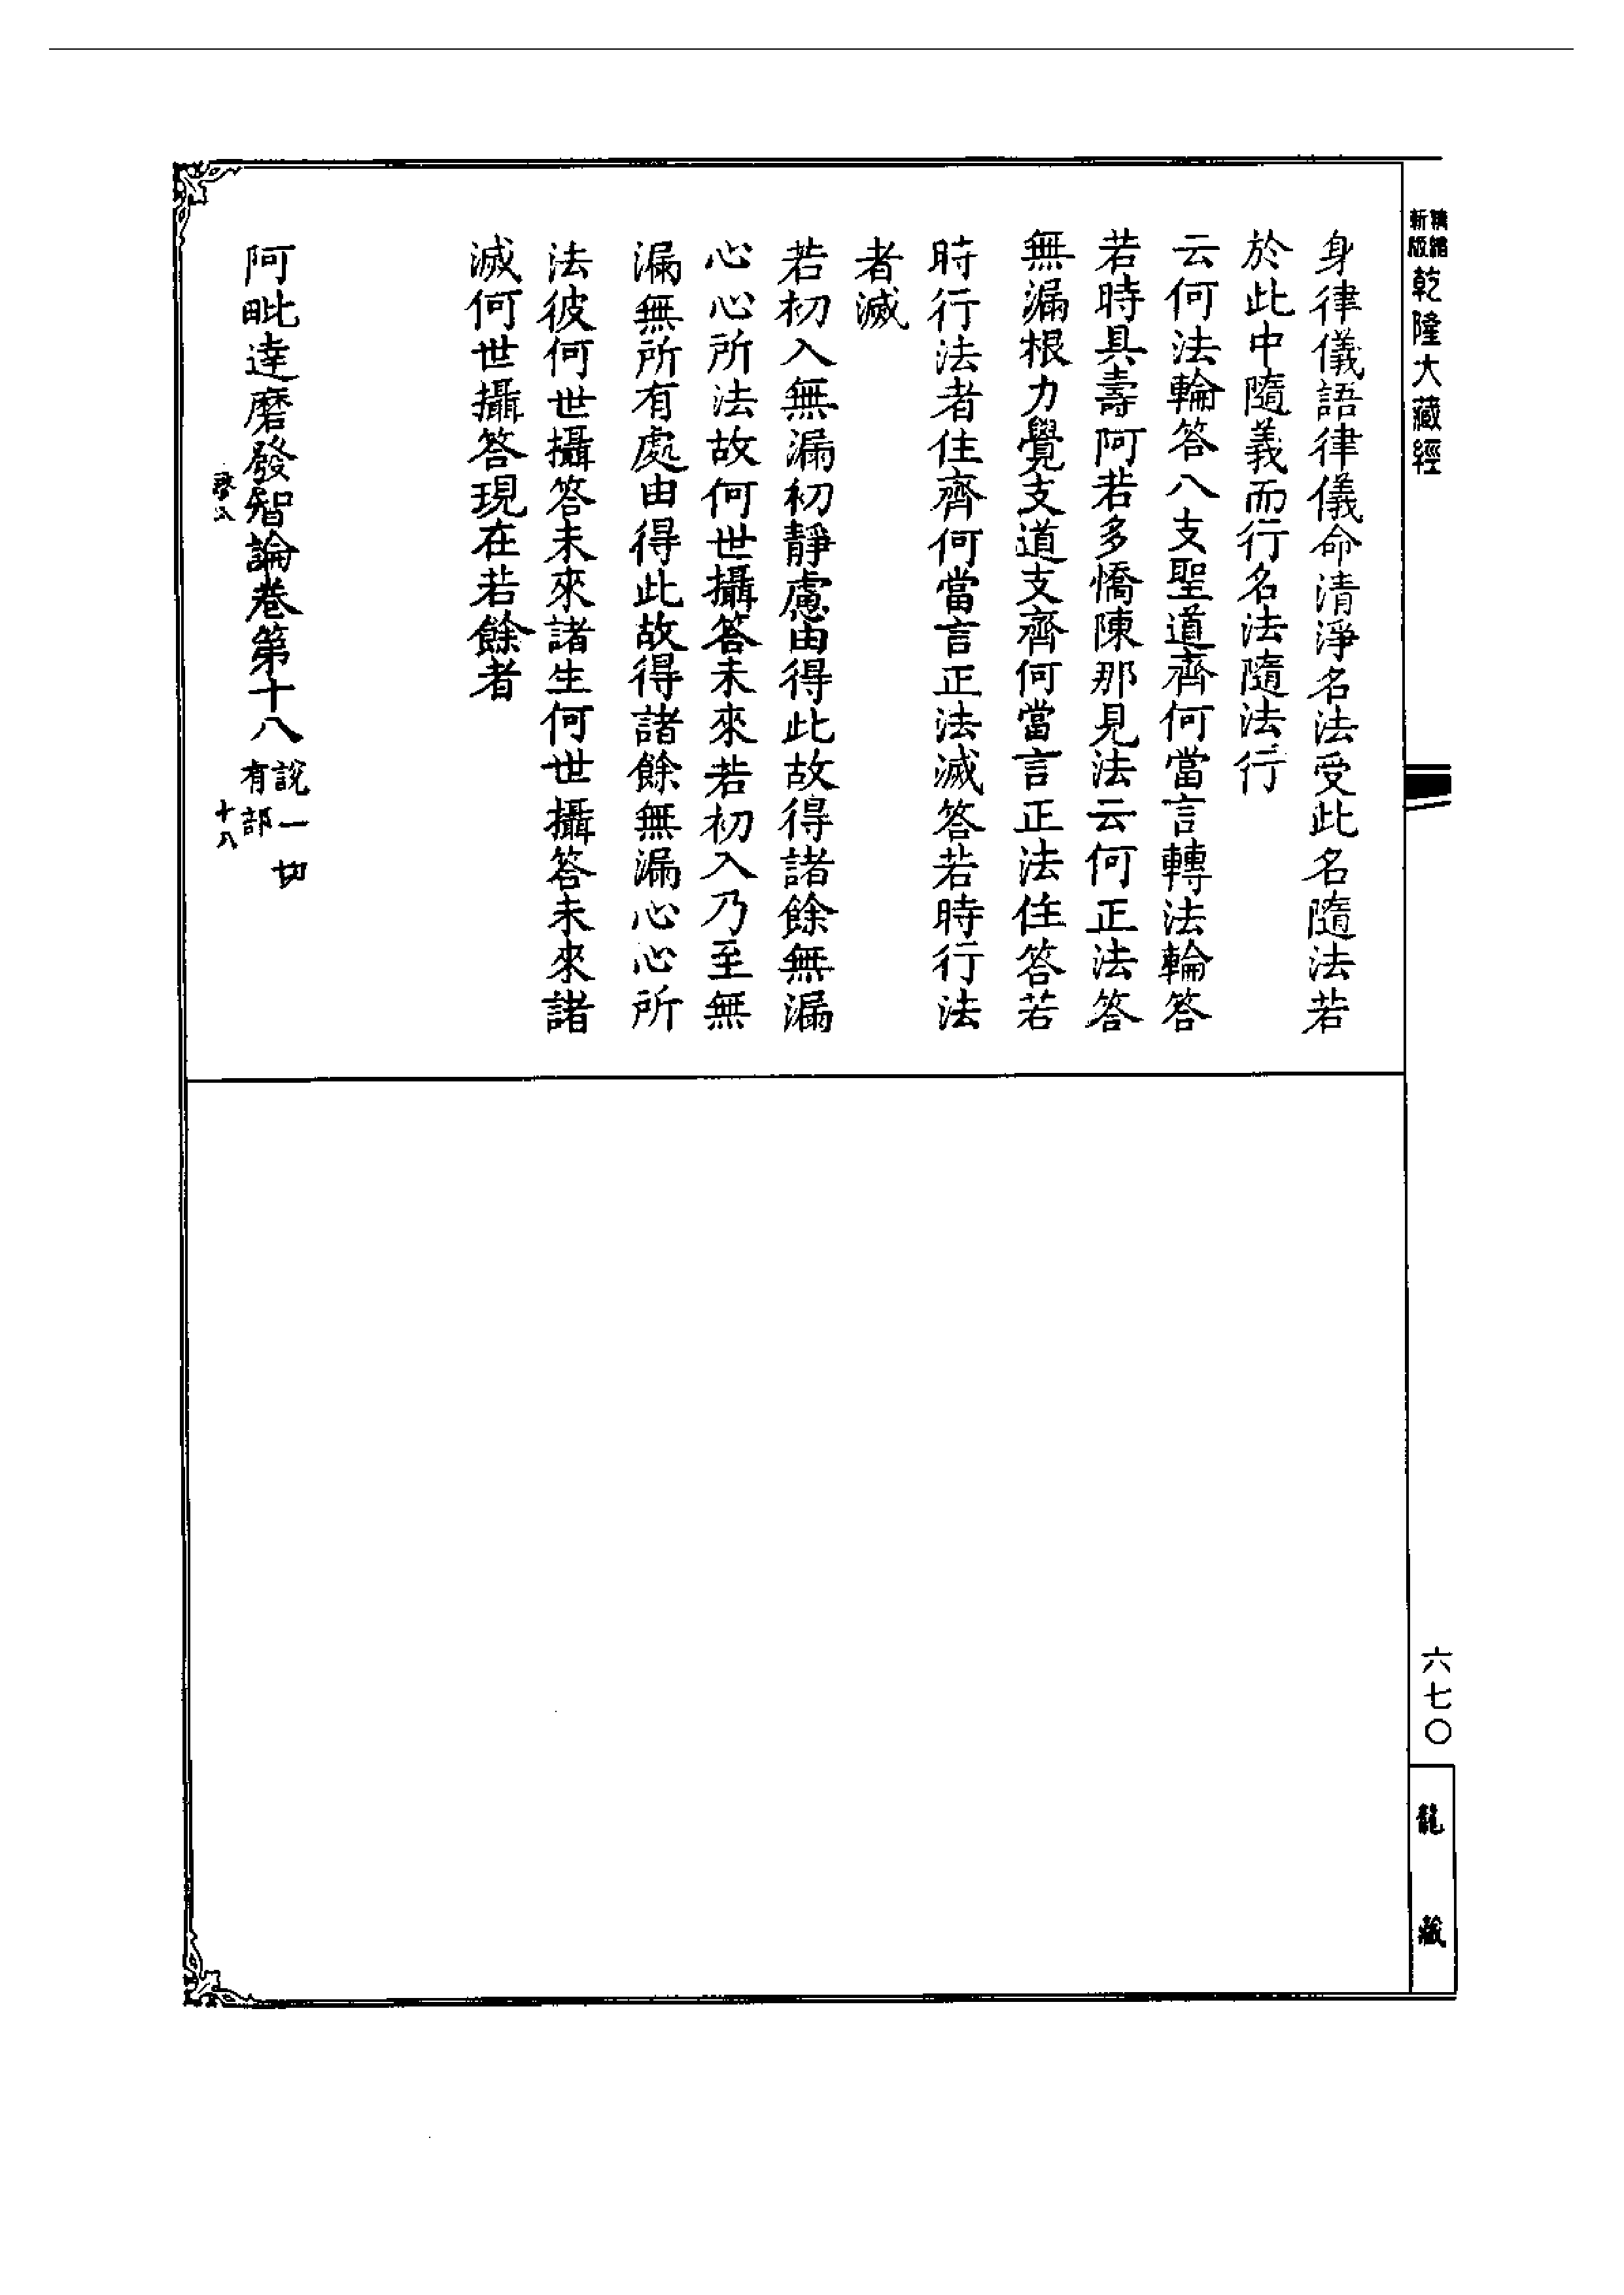 新版精縮乾隆大藏經
身律儀語律儀命清淨名法受此名隨法若
於此中隨義而行名法隨法行
云何法輪答八支聖道齊何當言轉法輪答
若時具壽阿若多憍陳那見法云何正法答
無漏根力覺支道支齊何當言正法住答若
時行法者住齊何當言正法滅答若時行法
者滅
若初入無漏初靜慮由得此故得諸餘無漏
心心所法故何世攝答未來若初入乃至無
漏無所有處由得此故得諸餘無漏心心所
法彼何世攝答未來諸生何世攝答未來諸
滅何世攝答現在若餘者
阿毗達磨發智論卷第十八 說一切有部
十八
六七〇
龍藏